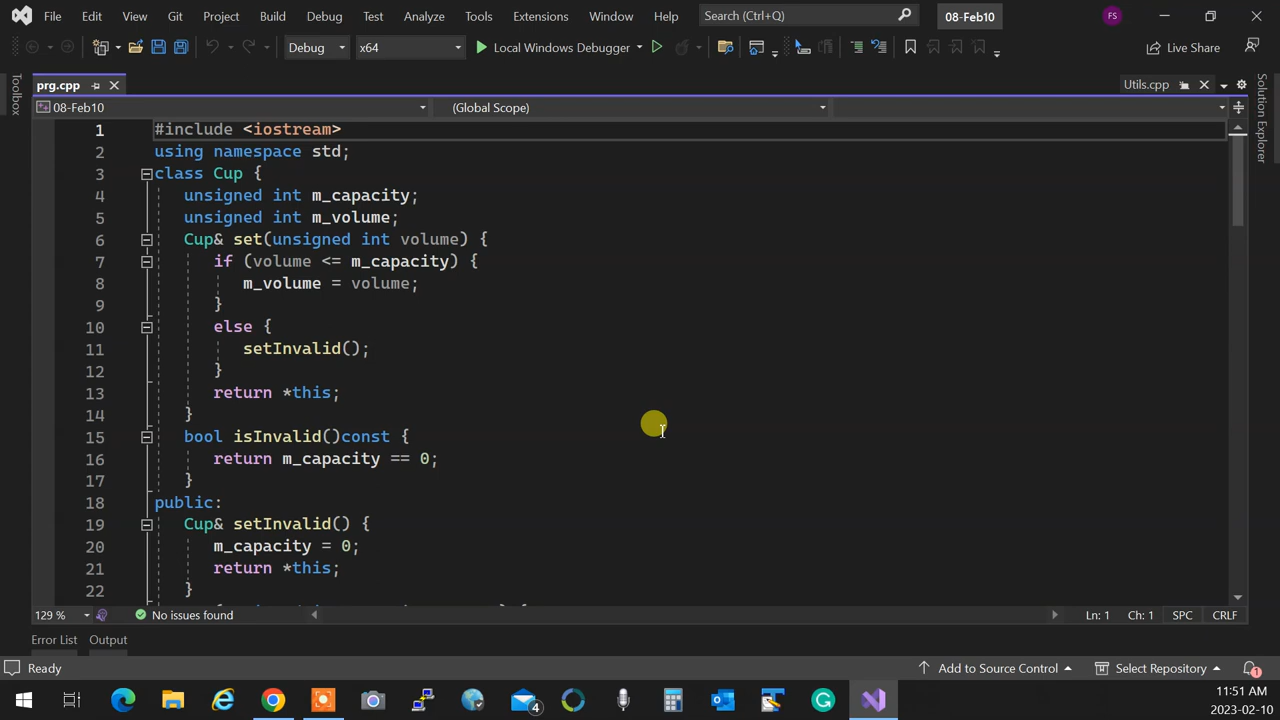 File Edit View Git Project Build Debug Test Analyze Tools Extensions Window Help Search (Ctrl+Q) 08-Feb10 FS
Debug x64 Local Windows Debugger Live Share
Toolbox
prg.cpp Utils.cpp
Solution Explorer
08-Feb10 (Global Scope)
1 #include <iostream>
2 using namespace std;
3 class Cup {
4 unsigned int m_capacity;
5 unsigned int m_volume;
6 Cup& set(unsigned int volume) {
7 if (volume <= m_capacity) {
8 m_volume = volume;
9 }
10 else {
11 setInvalid();
12 }
13 return *this;
14 }
15 bool isInvalid()const {
16 return m_capacity == 0;
17 }
18 public:
19 Cup& setInvalid() {
20 m_capacity = 0;
21 return *this;
22 }
129 % No issues found Ln: 1 Ch: 1 SPC CRLF
Error List Output
Ready Add to Source Control Select Repository 1
4
11:51 AM
2023-02-10